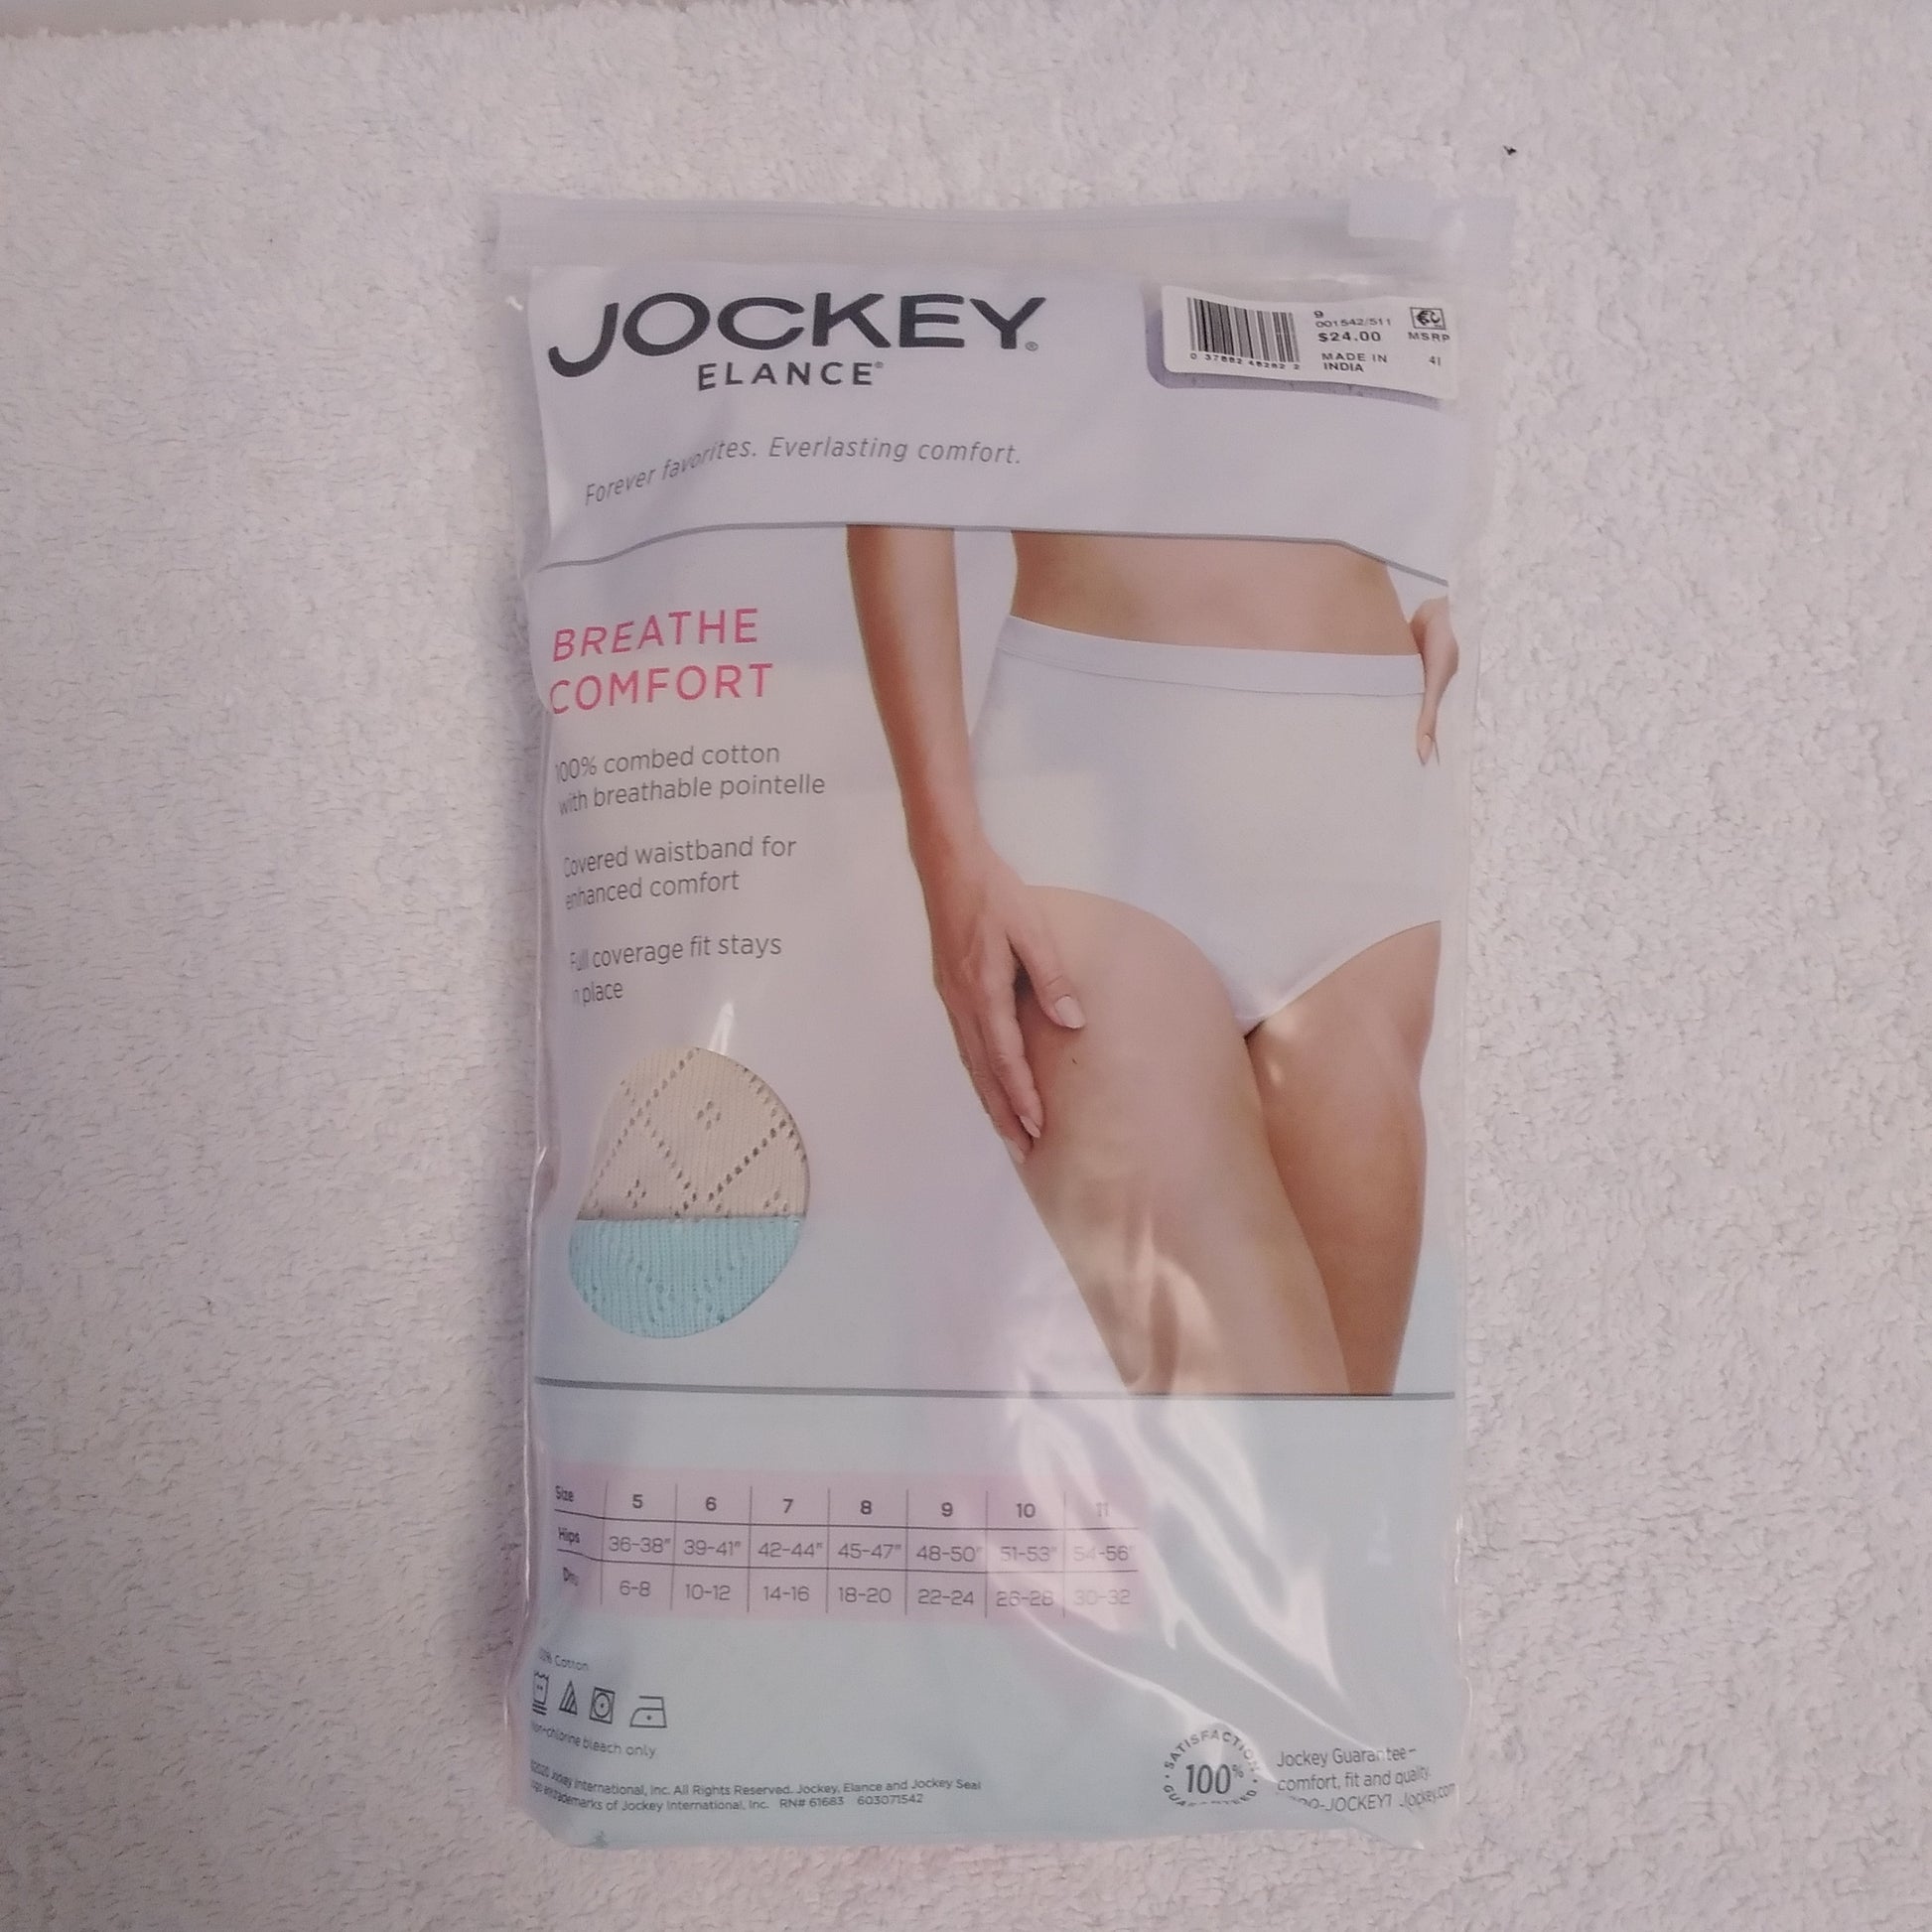 JOCKEY®
ELANCE®
9
001542/511
$24.00 MSRP
MADE IN 41
INDIA
Forever favorites. Everlasting comfort.
BREATHE
COMFORT
100% combed cotton
with breathable pointelle
Covered waistband for
enhanced comfort
Full coverage fit stays
in place
Size 5 6 7 8 9 10 11
Hips 36-38" 39-41" 42-44" 45-47" 48-50" 51-53" 54-56"
6-8 10-12 14-16 18-20 22-24 26-28 30-32
Cotton
Non-chlorine bleach only
©2020 Jockey International, Inc. All Rights Reserved. Jockey, Elance and Jockey Seal
trademarks of Jockey International, Inc. RN# 61683 603071542
SATISFACTION
100%
GUARANTEED
Jockey Guarantee–
comfort, fit and quality.
JOCKEY1 Jockey.com